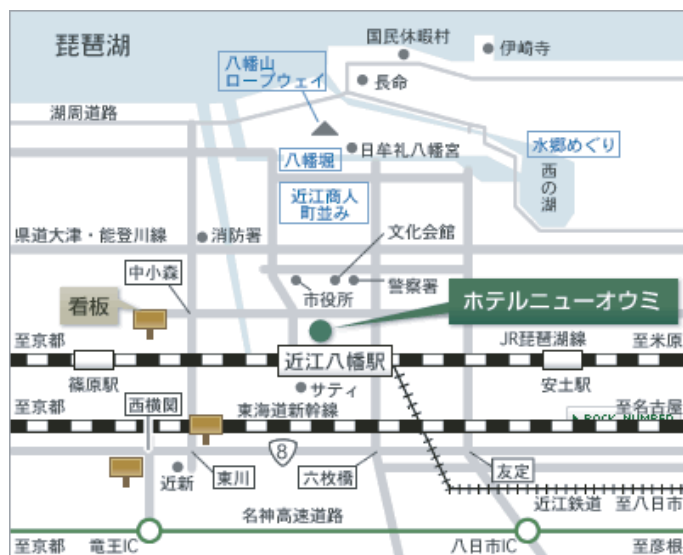 琵琶湖
国民休暇村
伊崎寺
八幡山
ロープウェイ
長命
湖周道路
日牟礼八幡宮
水郷めぐり
八幡堀
西の湖
近江商人
町並み
県道大津・能登川線
消防署
文化会館
中小森
市役所
警察署
看板
ホテルニューオウミ
至京都
JR琵琶湖線
至米原
篠原駅
近江八幡駅
安土駅
サティ
至京都
西横関
東海道新幹線
至名古屋
8
近新
東川
六枚橋
友定
近江鉄道
至八日市
名神高速道路
至京都
竜王IC
八日市IC
至彦根